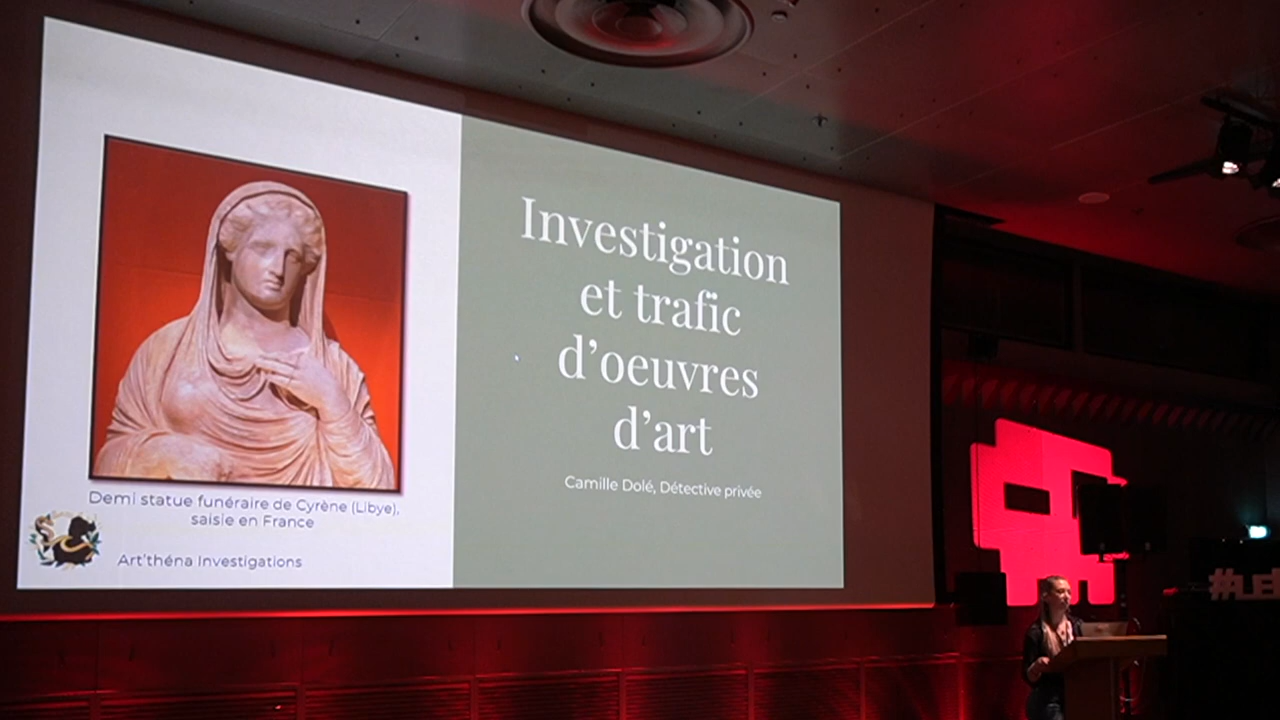 Investigation
et trafic
d'oeuvres
d'art
Camille Dolé, Détective privée
Demi statue funéraire de Cyrène (Libye),
saisie en France
Art'théna Investigations